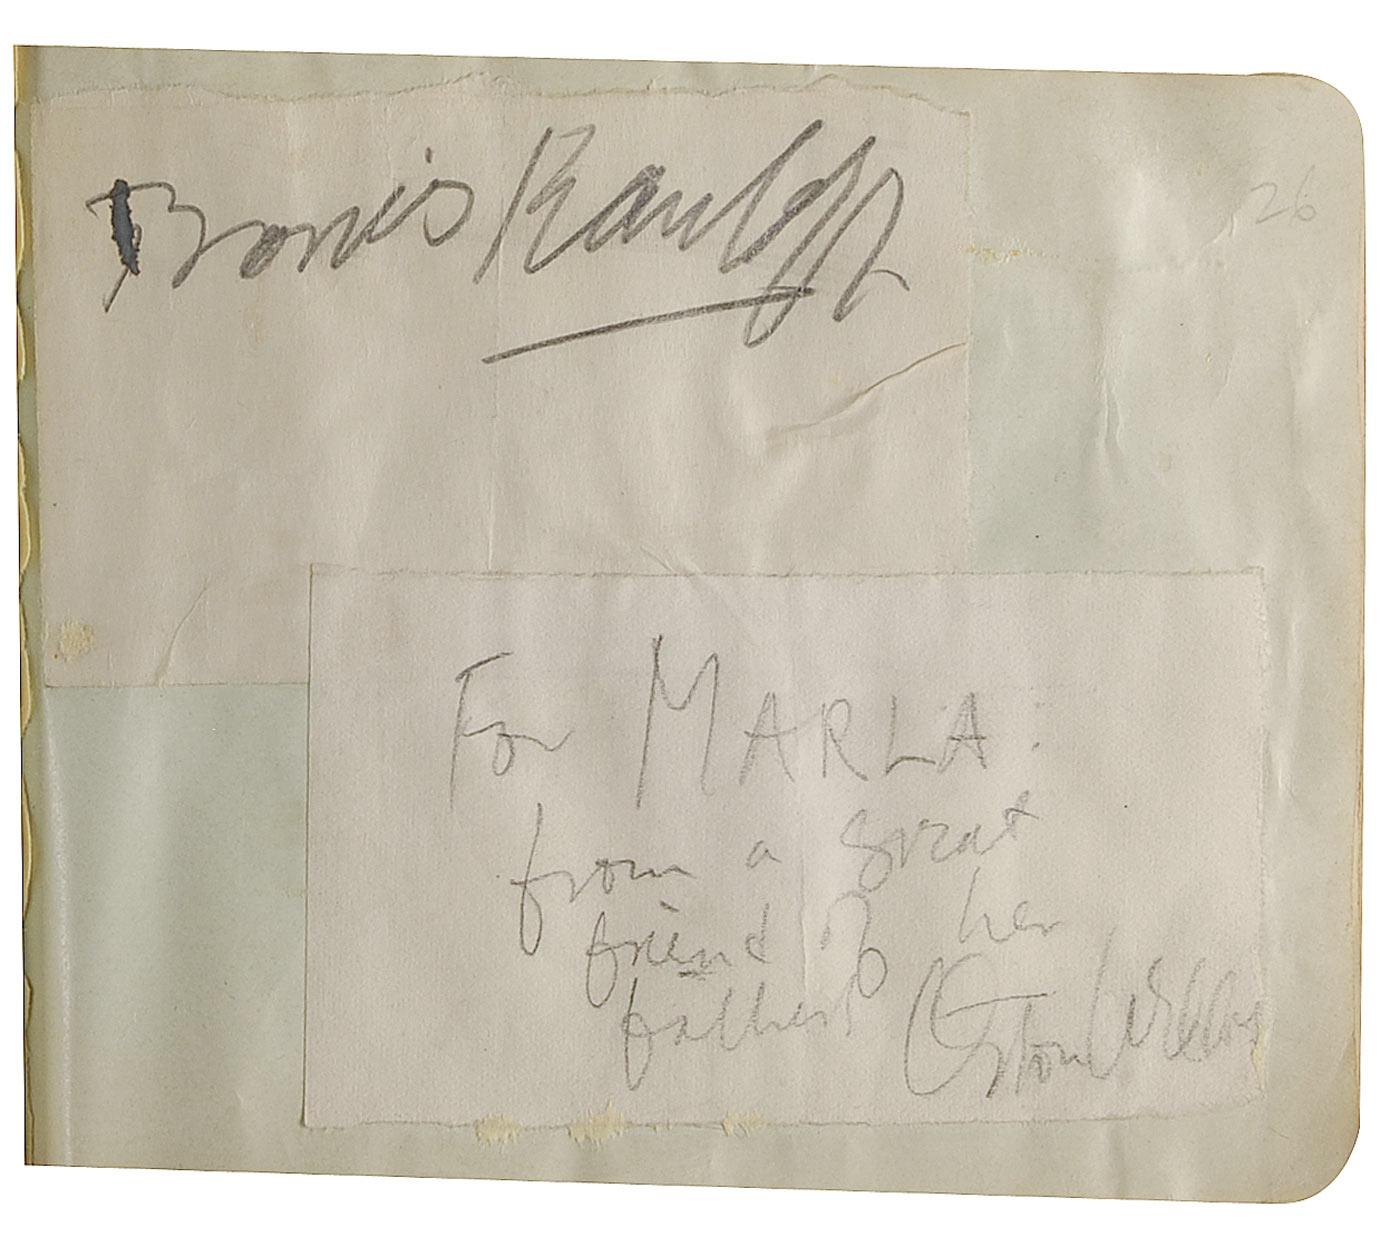 Boris Karloff
26
For MARLA:
from a great
friend of her
father